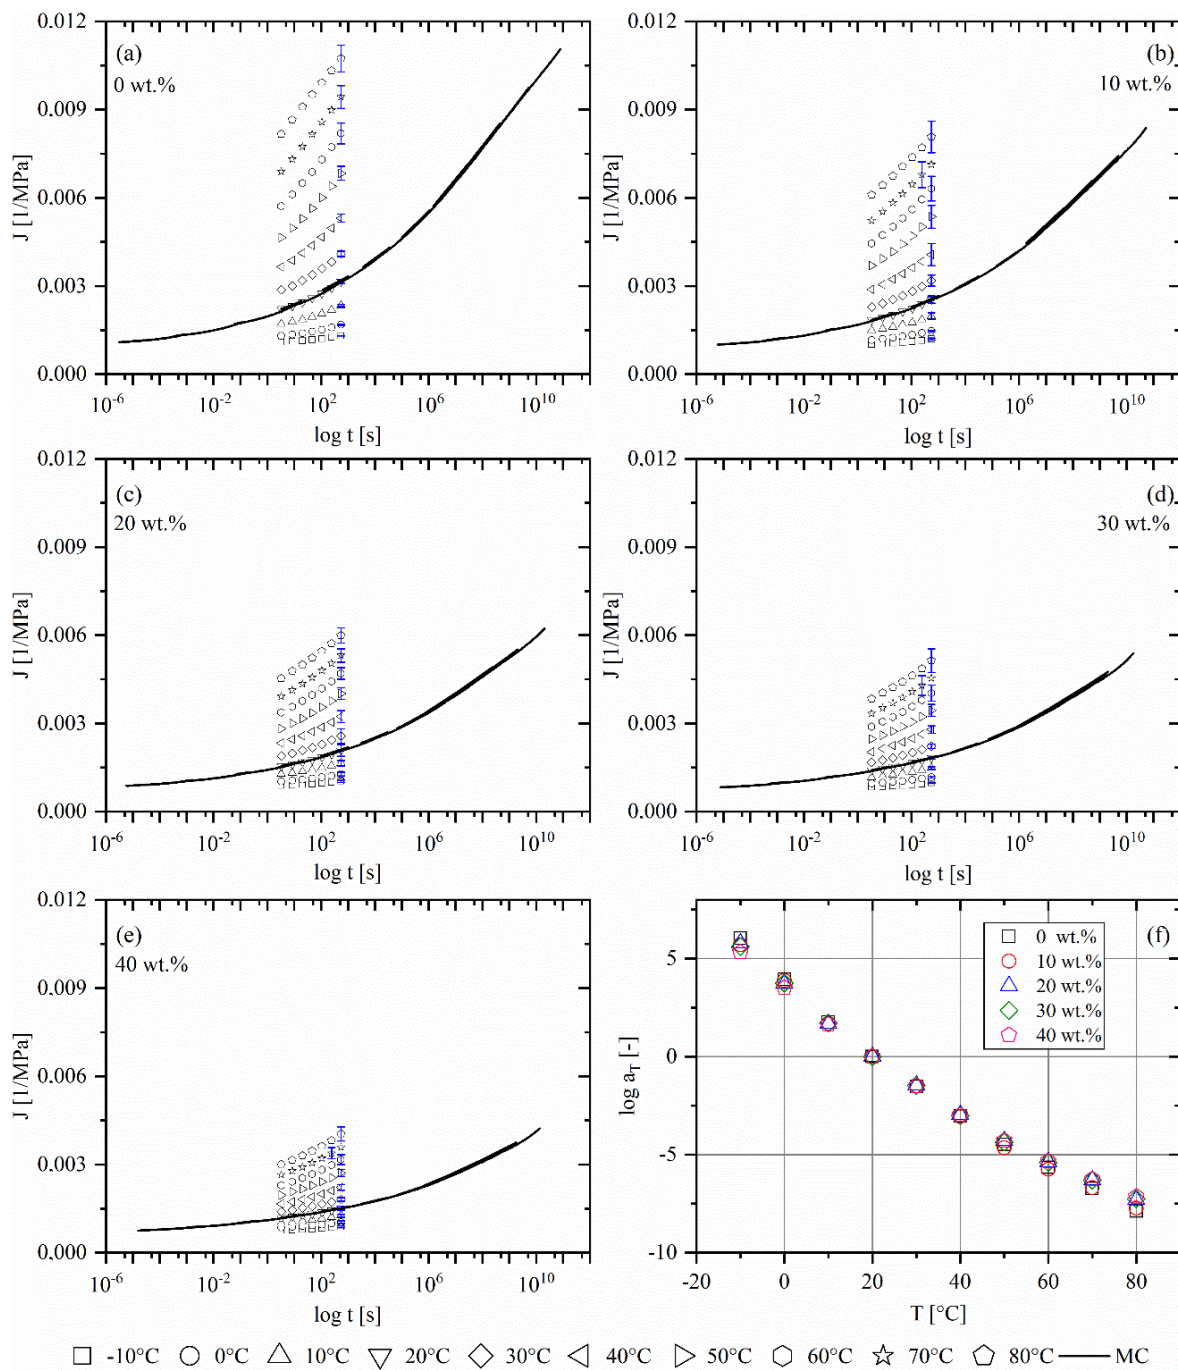 0.012
0.009
0.006
0.003
0.000
J [1/MPa]
(a)
0 wt.%
10⁻⁶ 10⁻² 10² 10⁶ 10¹⁰
log t [s]
0.012
0.009
0.006
0.003
0.000
J [1/MPa]
(b)
10 wt.%
10⁻⁶ 10⁻² 10² 10⁶ 10¹⁰
log t [s]
0.012
0.009
0.006
0.003
0.000
J [1/MPa]
(c)
20 wt.%
10⁻⁶ 10⁻² 10² 10⁶ 10¹⁰
log t [s]
0.012
0.009
0.006
0.003
0.000
J [1/MPa]
(d)
30 wt.%
10⁻⁶ 10⁻² 10² 10⁶ 10¹⁰
log t [s]
0.012
0.009
0.006
0.003
0.000
J [1/MPa]
(e)
40 wt.%
10⁻⁶ 10⁻² 10² 10⁶ 10¹⁰
log t [s]
5
0
-5
-10
log a_T [-]
(f)
0 wt.%
10 wt.%
20 wt.%
30 wt.%
40 wt.%
-20 0 20 40 60 80
T [°C]
-10°C 0°C 10°C 20°C 30°C 40°C 50°C 60°C 70°C 80°C MC